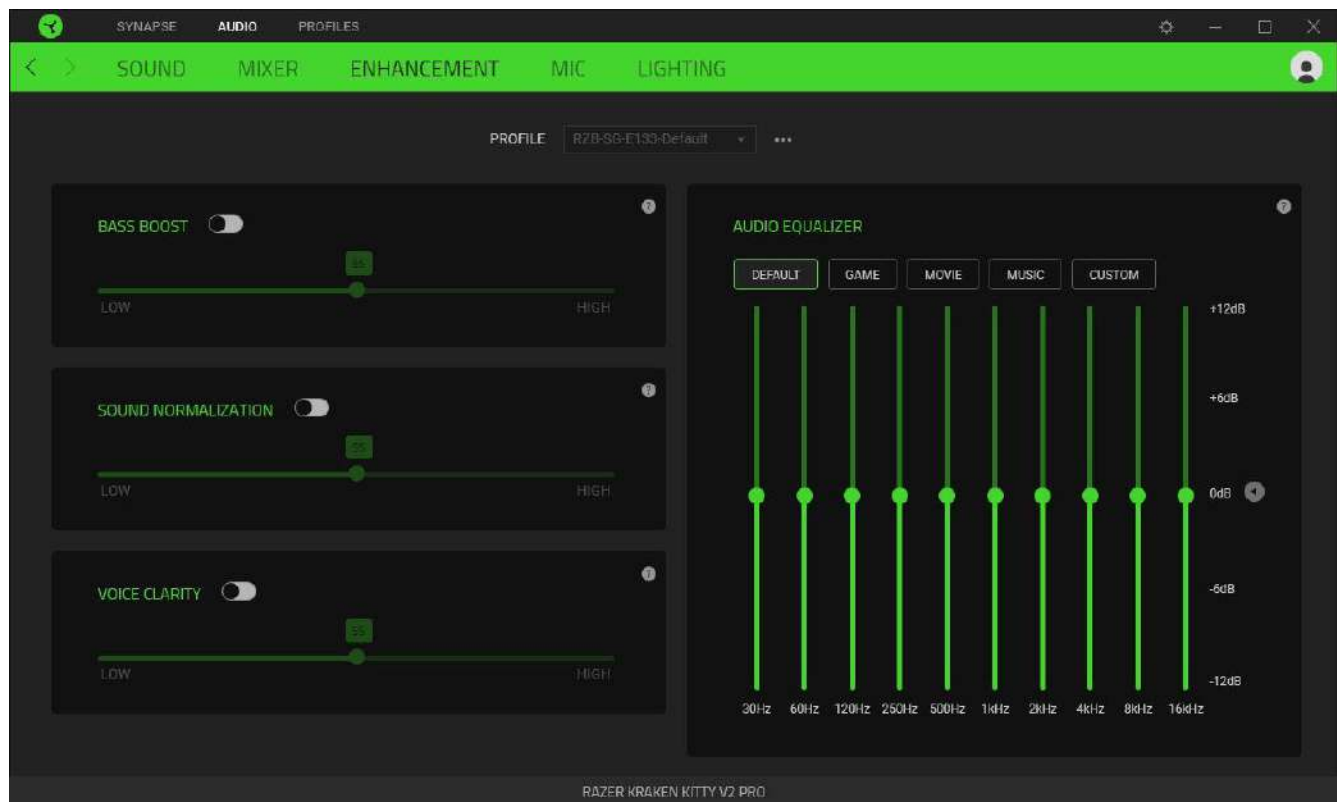 SYNAPSE AUDIO PROFILES
SOUND MIXER ENHANCEMENT MIC LIGHTING
PROFILE RZB-SG-E133-Default
BASS BOOST
55
LOW HIGH
SOUND NORMALIZATION
55
LOW HIGH
VOICE CLARITY
55
LOW HIGH
AUDIO EQUALIZER
DEFAULT GAME MOVIE MUSIC CUSTOM
+12dB
+6dB
0dB
-6dB
-12dB
30Hz 60Hz 120Hz 250Hz 500Hz 1kHz 2kHz 4kHz 8kHz 16kHz
RAZER KRAKEN KITTY V2 PRO